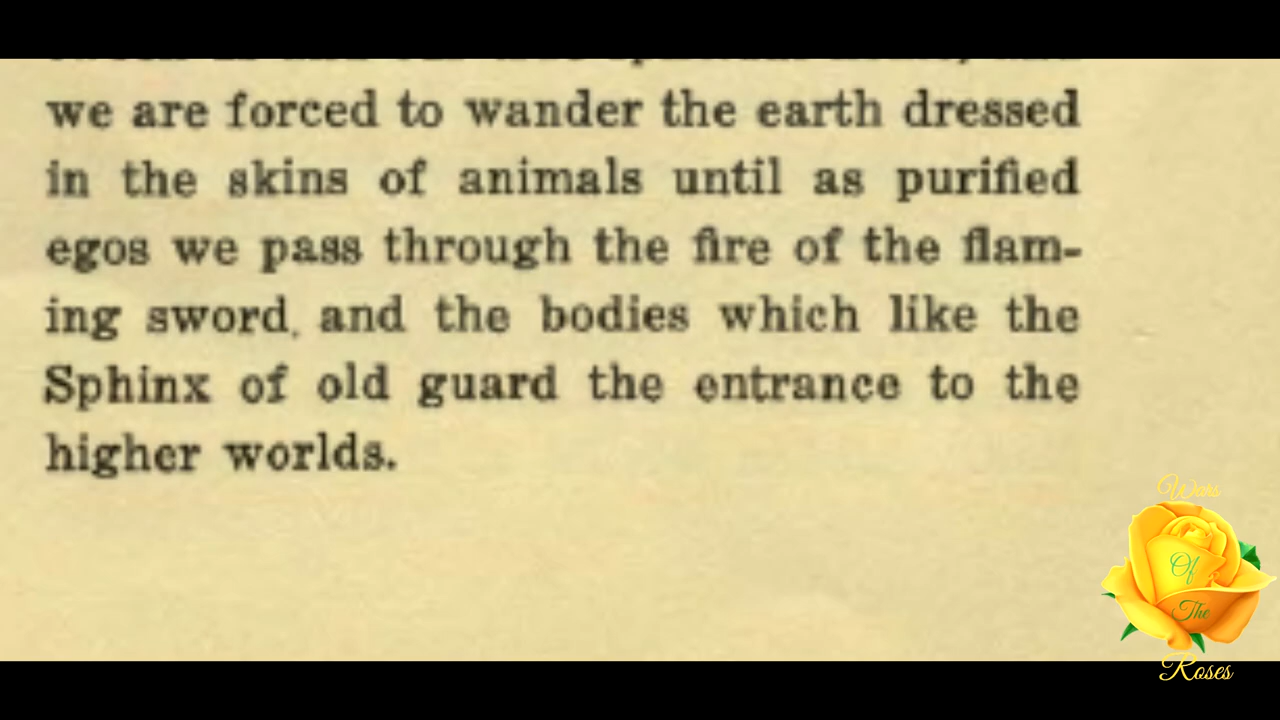 we are forced to wander the earth dressed
in the skins of animals until as purified
egos we pass through the fire of the flam-
ing sword, and the bodies which like the
Sphinx of old guard the entrance to the
higher worlds.
Wars
Of
The
Roses